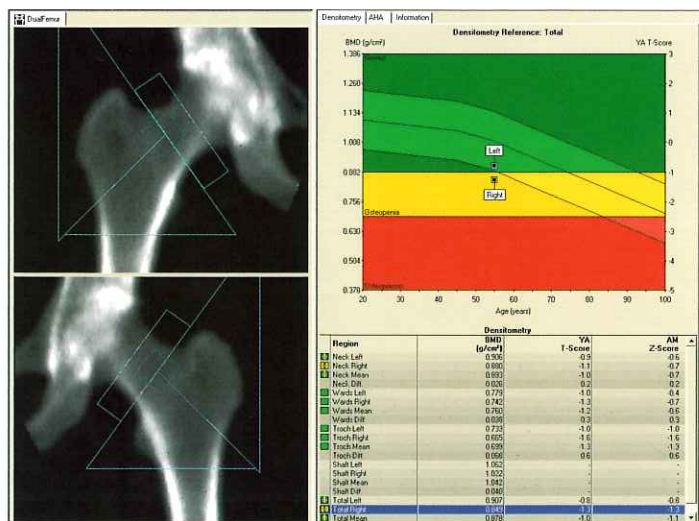 DualFemur
Densitometry AHA Information
Densitometry Reference: Total
BMD (g/cm²) YA T-Score
1.386 3
1.260 2
1.134 1
1.008 0
0.882 -1
0.756 -2
0.630 -3
0.504 -4
0.378 -5
Normal
Osteopenia
Osteoporosis
Left
Right
20 30 40 50 60 70 80 90 100
Age (years)
Densitometry
Region BMD (g/cm²) YA T-Score AM Z-Score
Neck Left 0.906 -0.9 -0.6
Neck Right 0.880 -1.1 -0.7
Neck Mean 0.893 -1.0 -0.7
Neck Diff. 0.026 0.2 0.2
Wards Left 0.779 -1.0 -0.4
Wards Right 0.742 -1.3 -0.7
Wards Mean 0.760 -1.2 -0.6
Wards Diff 0.038 0.3 0.3
Troch Left 0.733 -1.0 -1.0
Troch Right 0.665 -1.6 -1.6
Troch Mean 0.699 -1.3 -1.3
Troch Diff 0.068 0.6 0.6
Shaft Left 1.062 - -
Shaft Right 1.022 - -
Shaft Mean 1.042 - -
Shaft Diff 0.040 - -
Total Left 0.907 -0.8 -0.8
Total Right 0.849 -1.3 -1.3
Total Mean 0.878 -1.0 -1.1